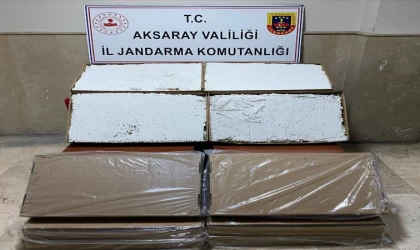 T.C.
AKSARAY VALİLİĞİ
İL JANDARMA KOMUTANLIĞI